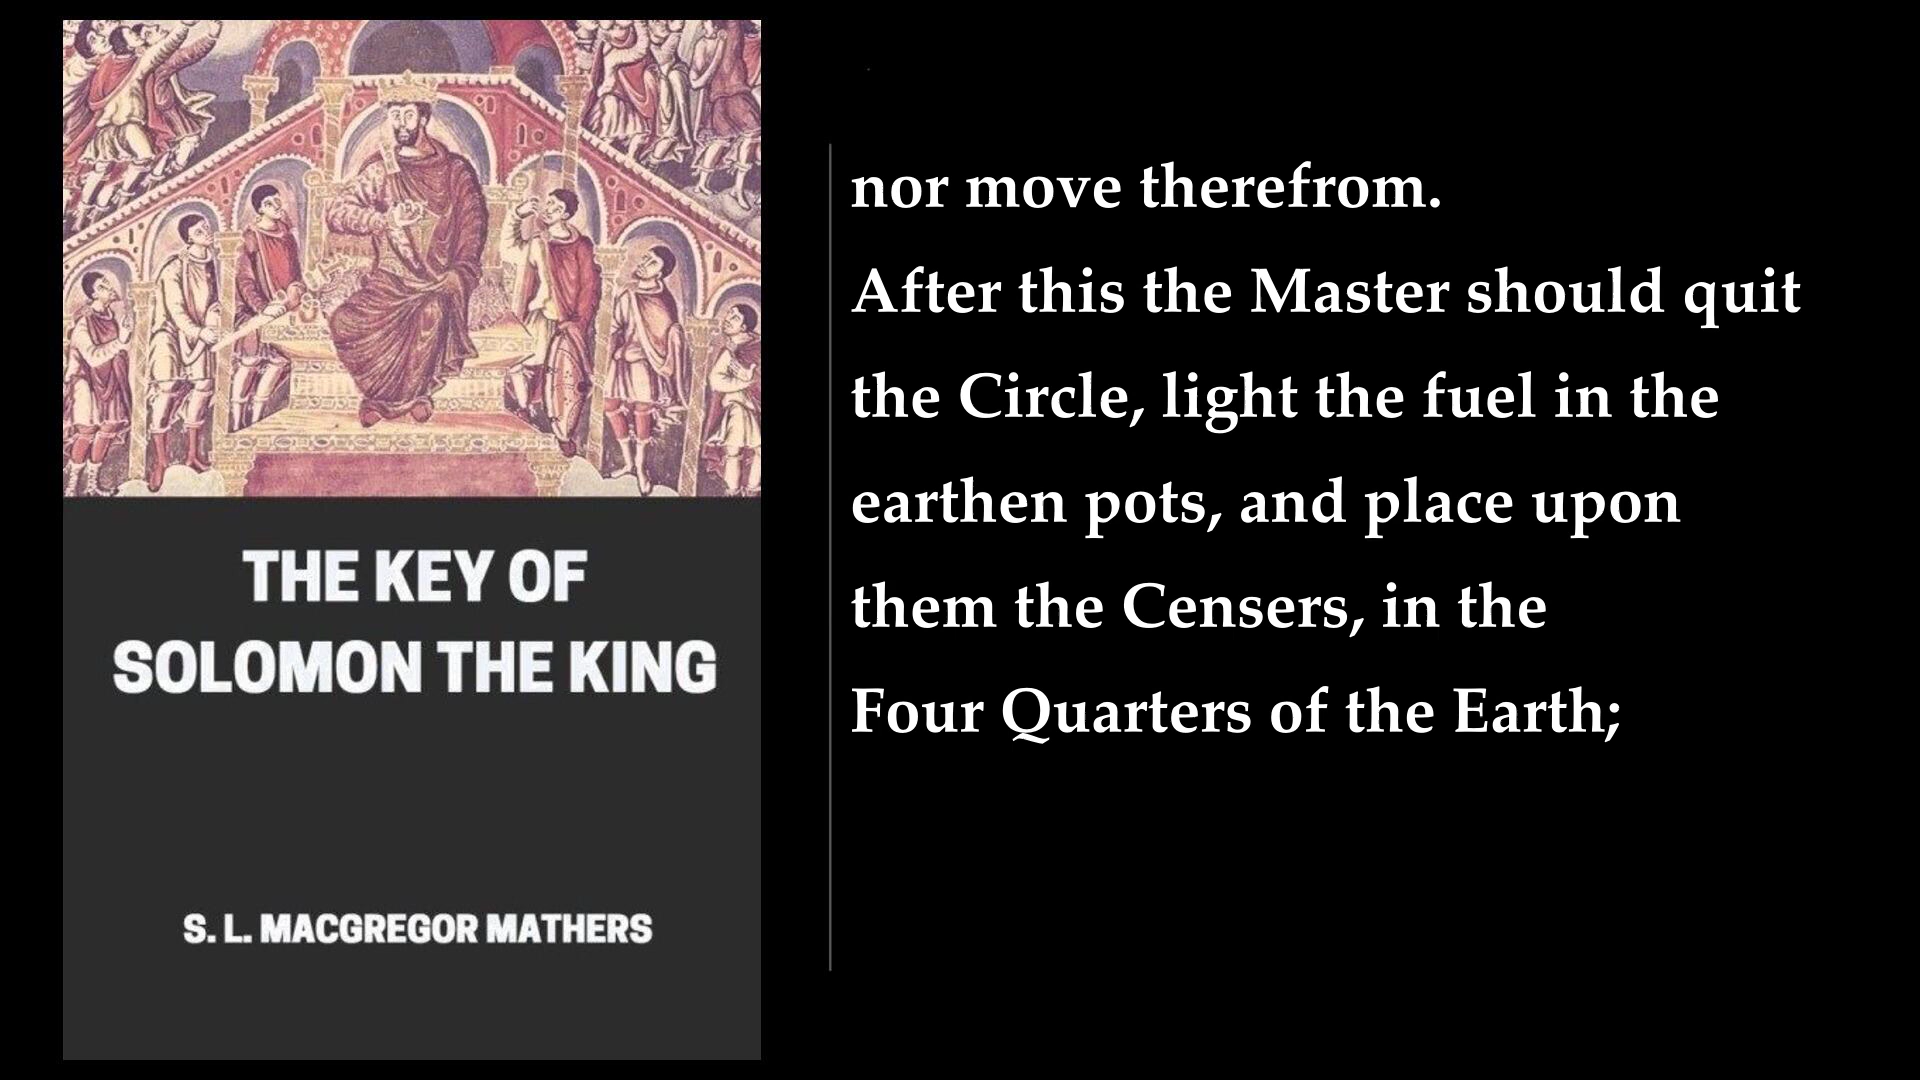 THE KEY OF
SOLOMON THE KING
S. L. MACGREGOR MATHERS
nor move therefrom.
After this the Master should quit
the Circle, light the fuel in the
earthen pots, and place upon
them the Censers, in the
Four Quarters of the Earth;